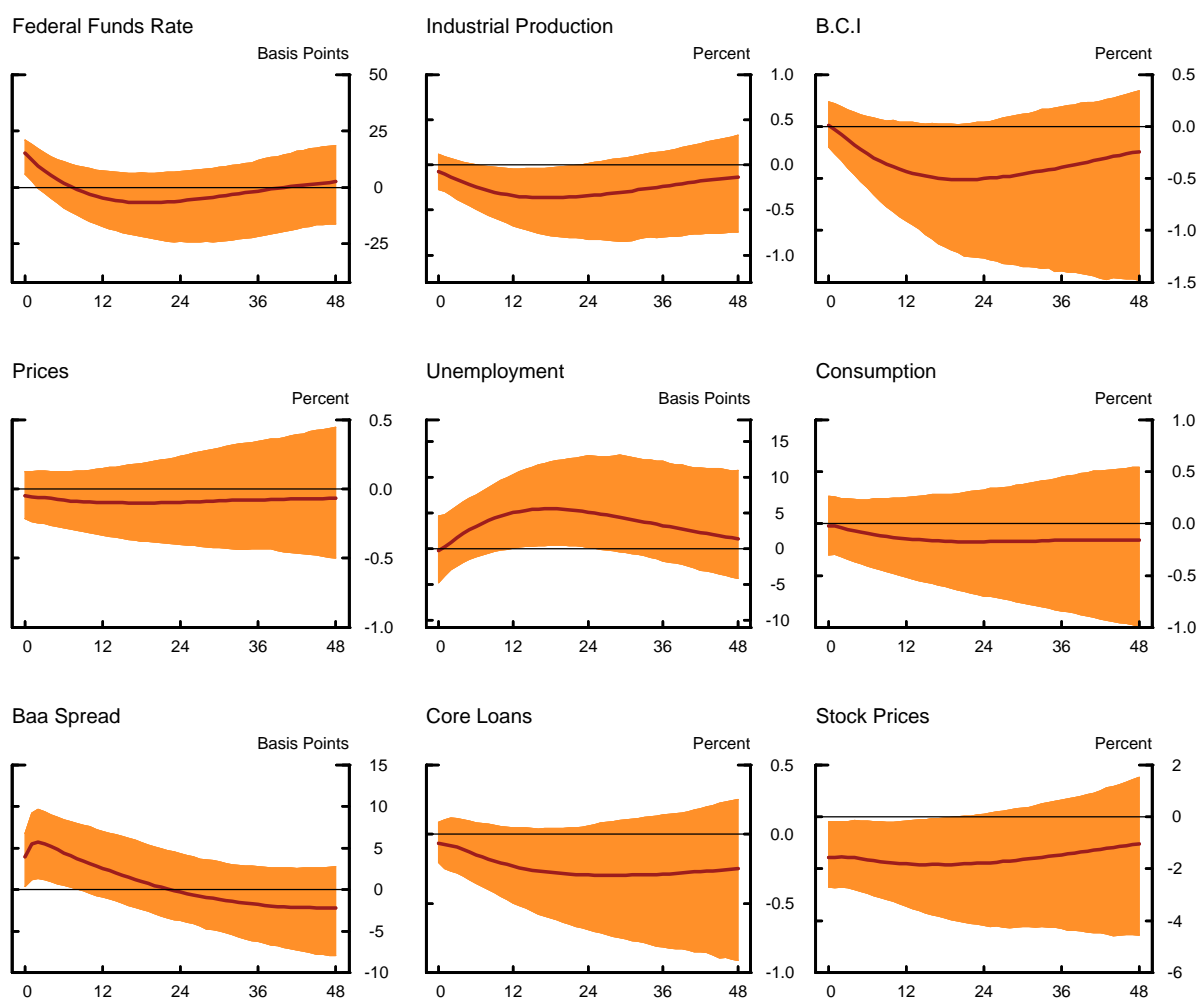 Federal Funds Rate
Basis Points
50
25
0
-25
0 12 24 36 48
Industrial Production
Percent
1.0
0.5
0.0
-0.5
-1.0
0 12 24 36 48
B.C.I
Percent
0.5
0.0
-0.5
-1.0
-1.5
0 12 24 36 48
Prices
Percent
0.5
0.0
-0.5
-1.0
0 12 24 36 48
Unemployment
Basis Points
15
10
5
0
-5
-10
0 12 24 36 48
Consumption
Percent
1.0
0.5
0.0
-0.5
-1.0
0 12 24 36 48
Baa Spread
Basis Points
15
10
5
0
-5
-10
0 12 24 36 48
Core Loans
Percent
0.5
0.0
-0.5
-1.0
0 12 24 36 48
Stock Prices
Percent
2
0
-2
-4
-6
0 12 24 36 48